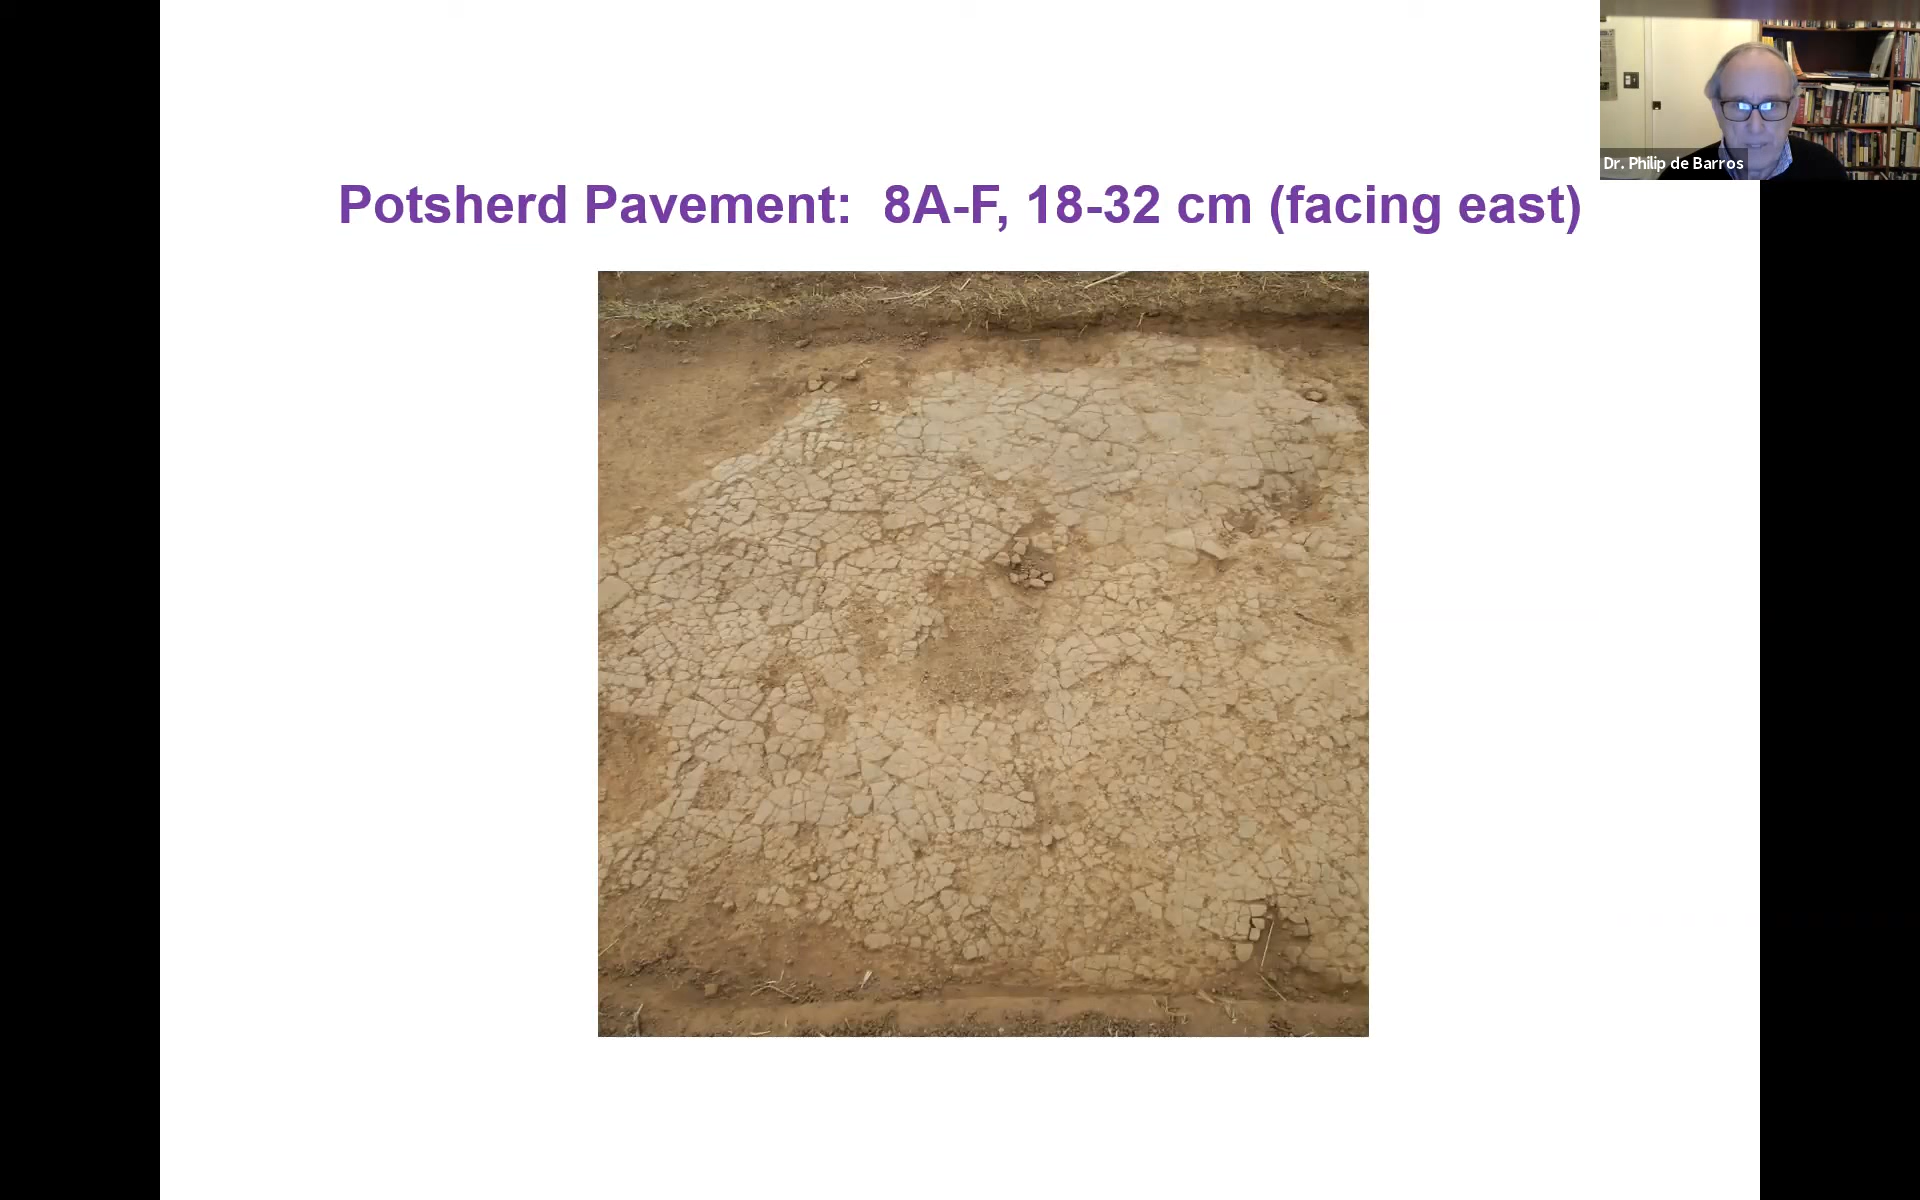 Potsherd Pavement: 8A-F, 18-32 cm (facing east)
Dr. Philip de Barros